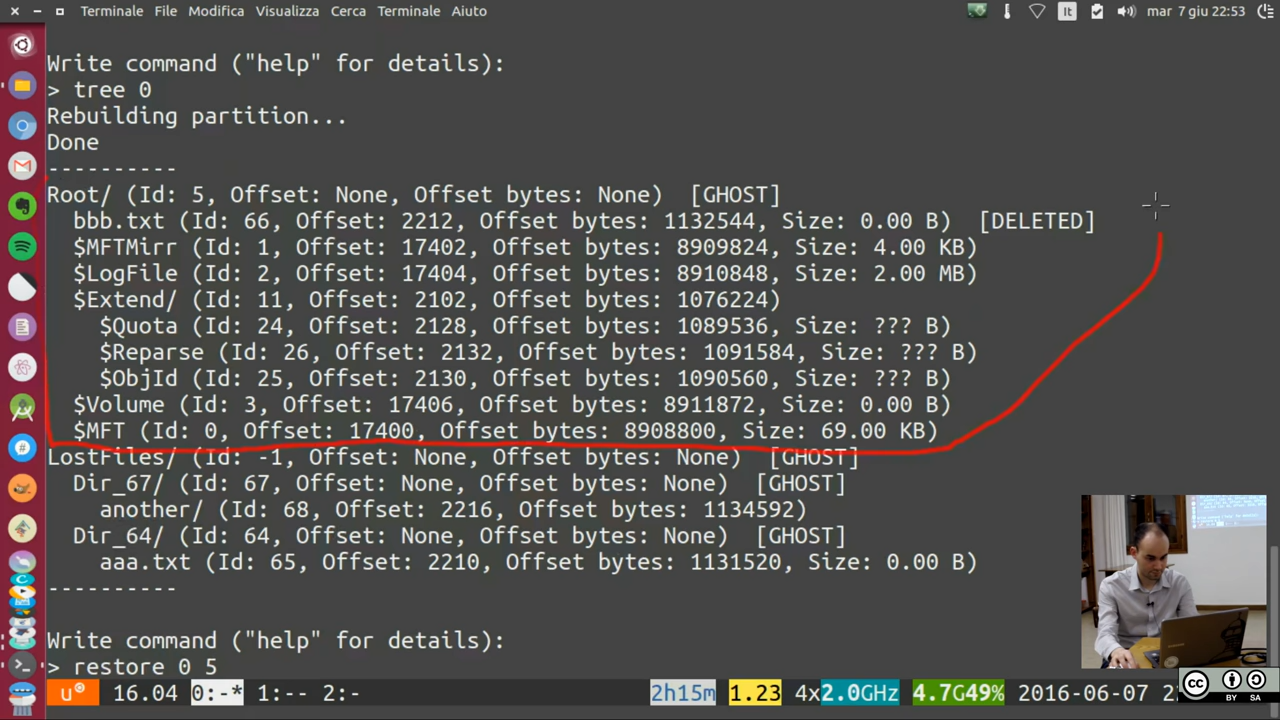 Terminale File Modifica Visualizza Cerca Terminale Aiuto It mar 7 giu 22:53
Write command ("help" for details):
> tree 0
Rebuilding partition...
Done
----------
Root/ (Id: 5, Offset: None, Offset bytes: None) [GHOST]
bbb.txt (Id: 66, Offset: 2212, Offset bytes: 1132544, Size: 0.00 B) [DELETED]
$MFTMirr (Id: 1, Offset: 17402, Offset bytes: 8909824, Size: 4.00 KB)
$LogFile (Id: 2, Offset: 17404, Offset bytes: 8910848, Size: 2.00 MB)
$Extend/ (Id: 11, Offset: 2102, Offset bytes: 1076224)
$Quota (Id: 24, Offset: 2128, Offset bytes: 1089536, Size: ??? B)
$Reparse (Id: 26, Offset: 2132, Offset bytes: 1091584, Size: ??? B)
$ObjId (Id: 25, Offset: 2130, Offset bytes: 1090560, Size: ??? B)
$Volume (Id: 3, Offset: 17406, Offset bytes: 8911872, Size: 0.00 B)
$MFT (Id: 0, Offset: 17400, Offset bytes: 8908800, Size: 69.00 KB)
LostFiles/ (Id: -1, Offset: None, Offset bytes: None) [GHOST]
Dir_67/ (Id: 67, Offset: None, Offset bytes: None) [GHOST]
another/ (Id: 68, Offset: 2216, Offset bytes: 1134592)
Dir_64/ (Id: 64, Offset: None, Offset bytes: None) [GHOST]
aaa.txt (Id: 65, Offset: 2210, Offset bytes: 1131520, Size: 0.00 B)
----------
Write command ("help" for details):
> restore 0 5
u 16.04 0:-* 1:-- 2:- 2h15m 1.23 4x2.0GHz 4.7G49% 2016-06-07 2
cc BY SA